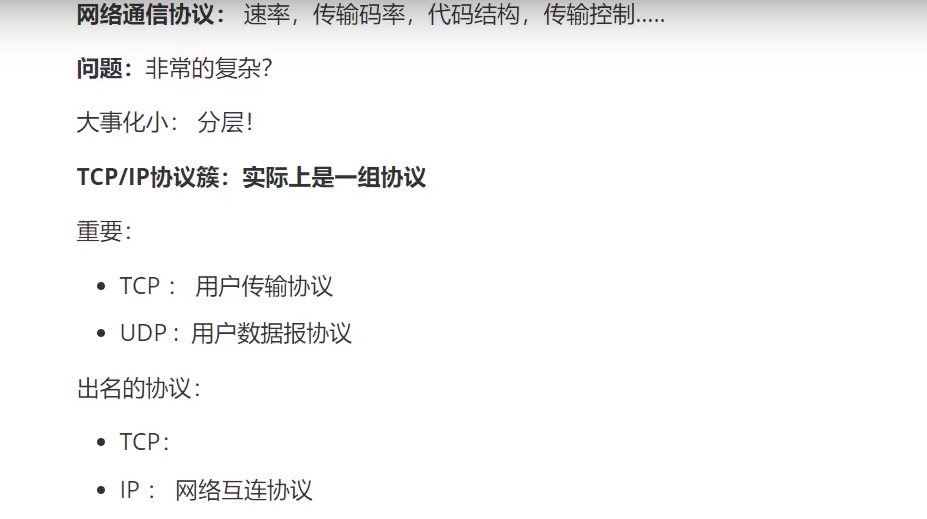 网络通信协议： 速率，传输码率，代码结构，传输控制.....
问题：非常的复杂？
大事化小： 分层！
TCP/IP协议簇：实际上是一组协议
重要：
TCP ： 用户传输协议
UDP：用户数据报协议
出名的协议：
TCP：
IP ： 网络互连协议